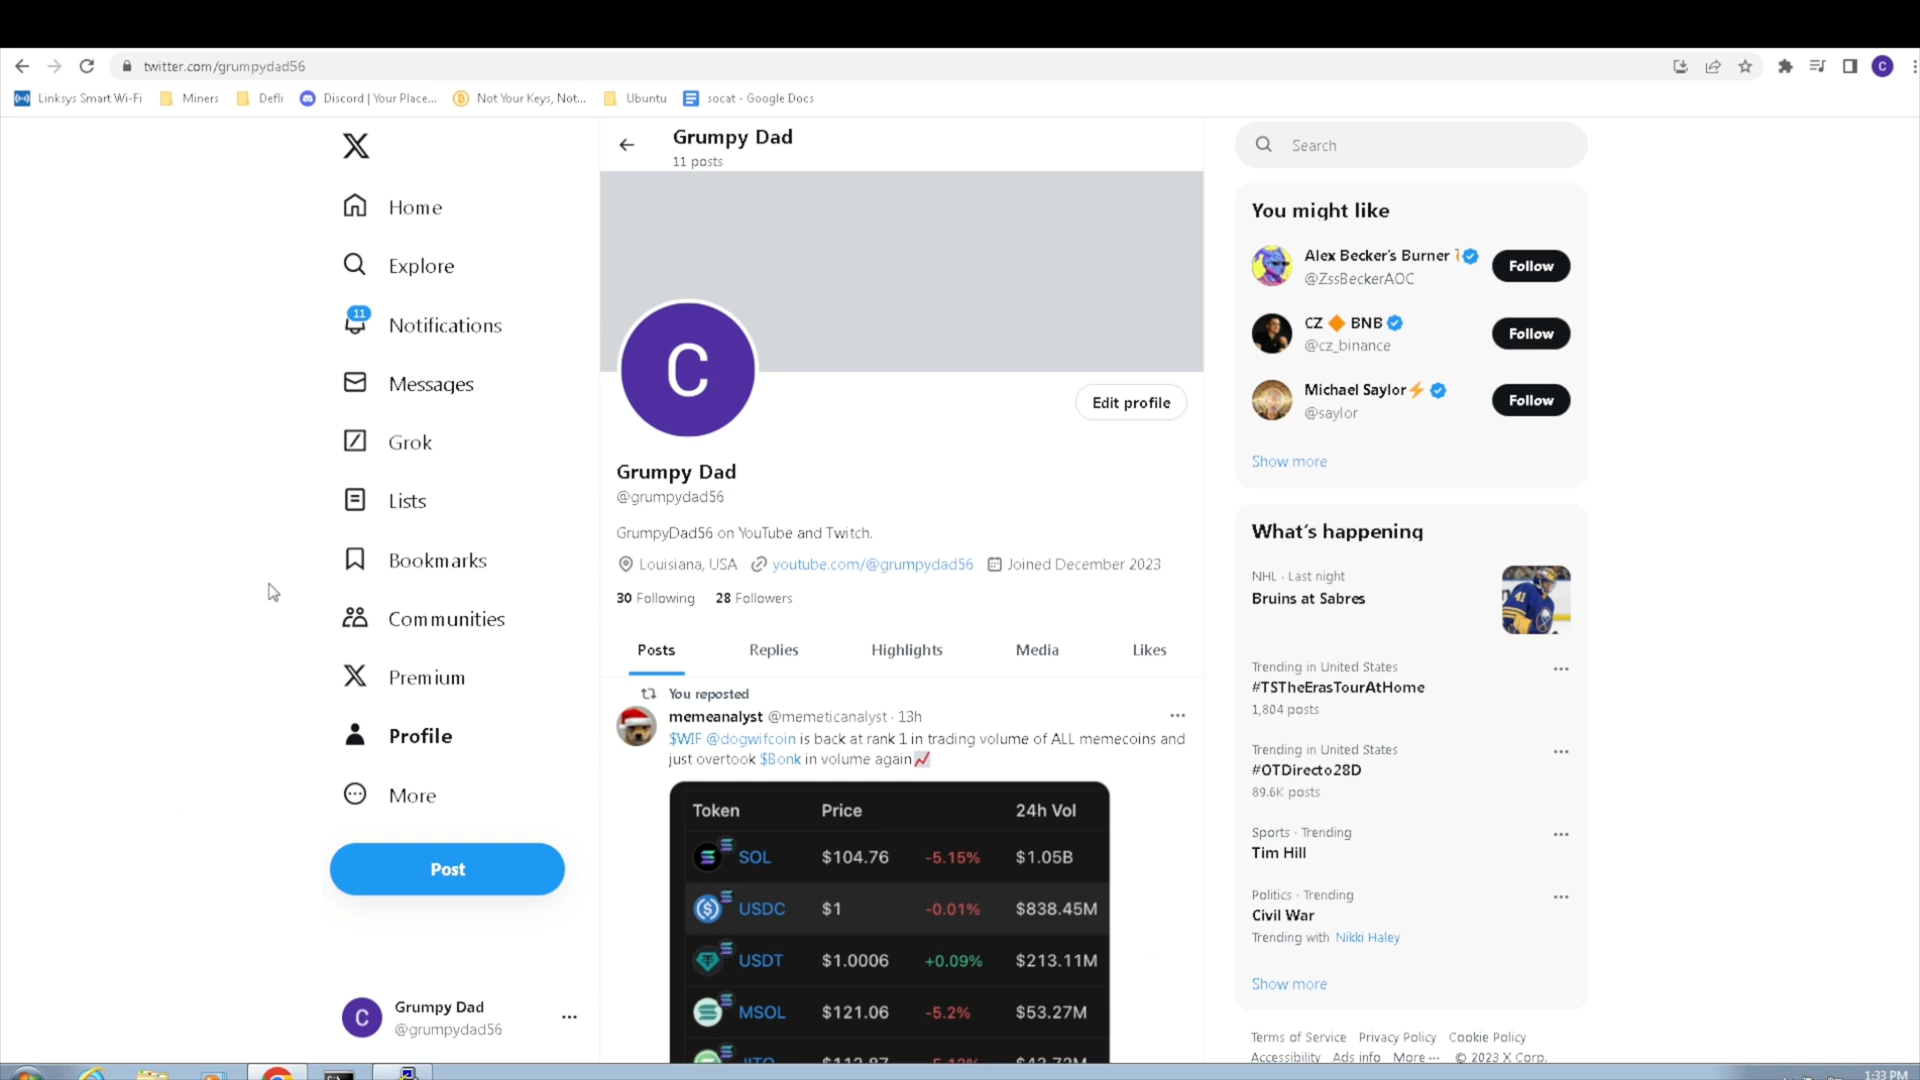 twitter.com/grumpydad56
C
Linksys Smart Wi-Fi
Miners
Defli
Discord | Your Place...
Not Your Keys, Not...
Ubuntu
socat - Google Docs
Home
Explore
11
Notifications
Messages
Grok
Lists
Bookmarks
Communities
Premium
Profile
More
Post
C
Grumpy Dad
@grumpydad56
Grumpy Dad
11 posts
C
Edit profile
Grumpy Dad
@grumpydad56
GrumpyDad56 on YouTube and Twitch.
Louisiana, USA youtube.com/@grumpydad56 Joined December 2023
30 Following 28 Followers
Posts Replies Highlights Media Likes
You reposted
memeanalyst @memeticanalyst · 13h
$WIF @dogwifcoin is back at rank 1 in trading volume of ALL memecoins and
just overtook $Bonk in volume again
Token Price 24h Vol
SOL $104.76 -5.15% $1.05B
USDC $1 -0.01% $838.45M
USDT $1.0006 +0.09% $213.11M
MSOL $121.06 -5.2% $53.27M
Search
You might like
Alex Becker's Burner
@ZssBeckerAOC
Follow
CZ BNB
@cz_binance
Follow
Michael Saylor
@saylor
Follow
Show more
What's happening
NHL · Last night
Bruins at Sabres
41
Trending in United States
#TSTheErasTourAtHome
1,804 posts
Trending in United States
#OTDirecto28D
89.6K posts
Sports · Trending
Tim Hill
Politics · Trending
Civil War
Trending with Nikki Haley
Show more
Terms of Service Privacy Policy Cookie Policy
Accessibility Ads info More ... © 2023 X Corp.
1:33 PM